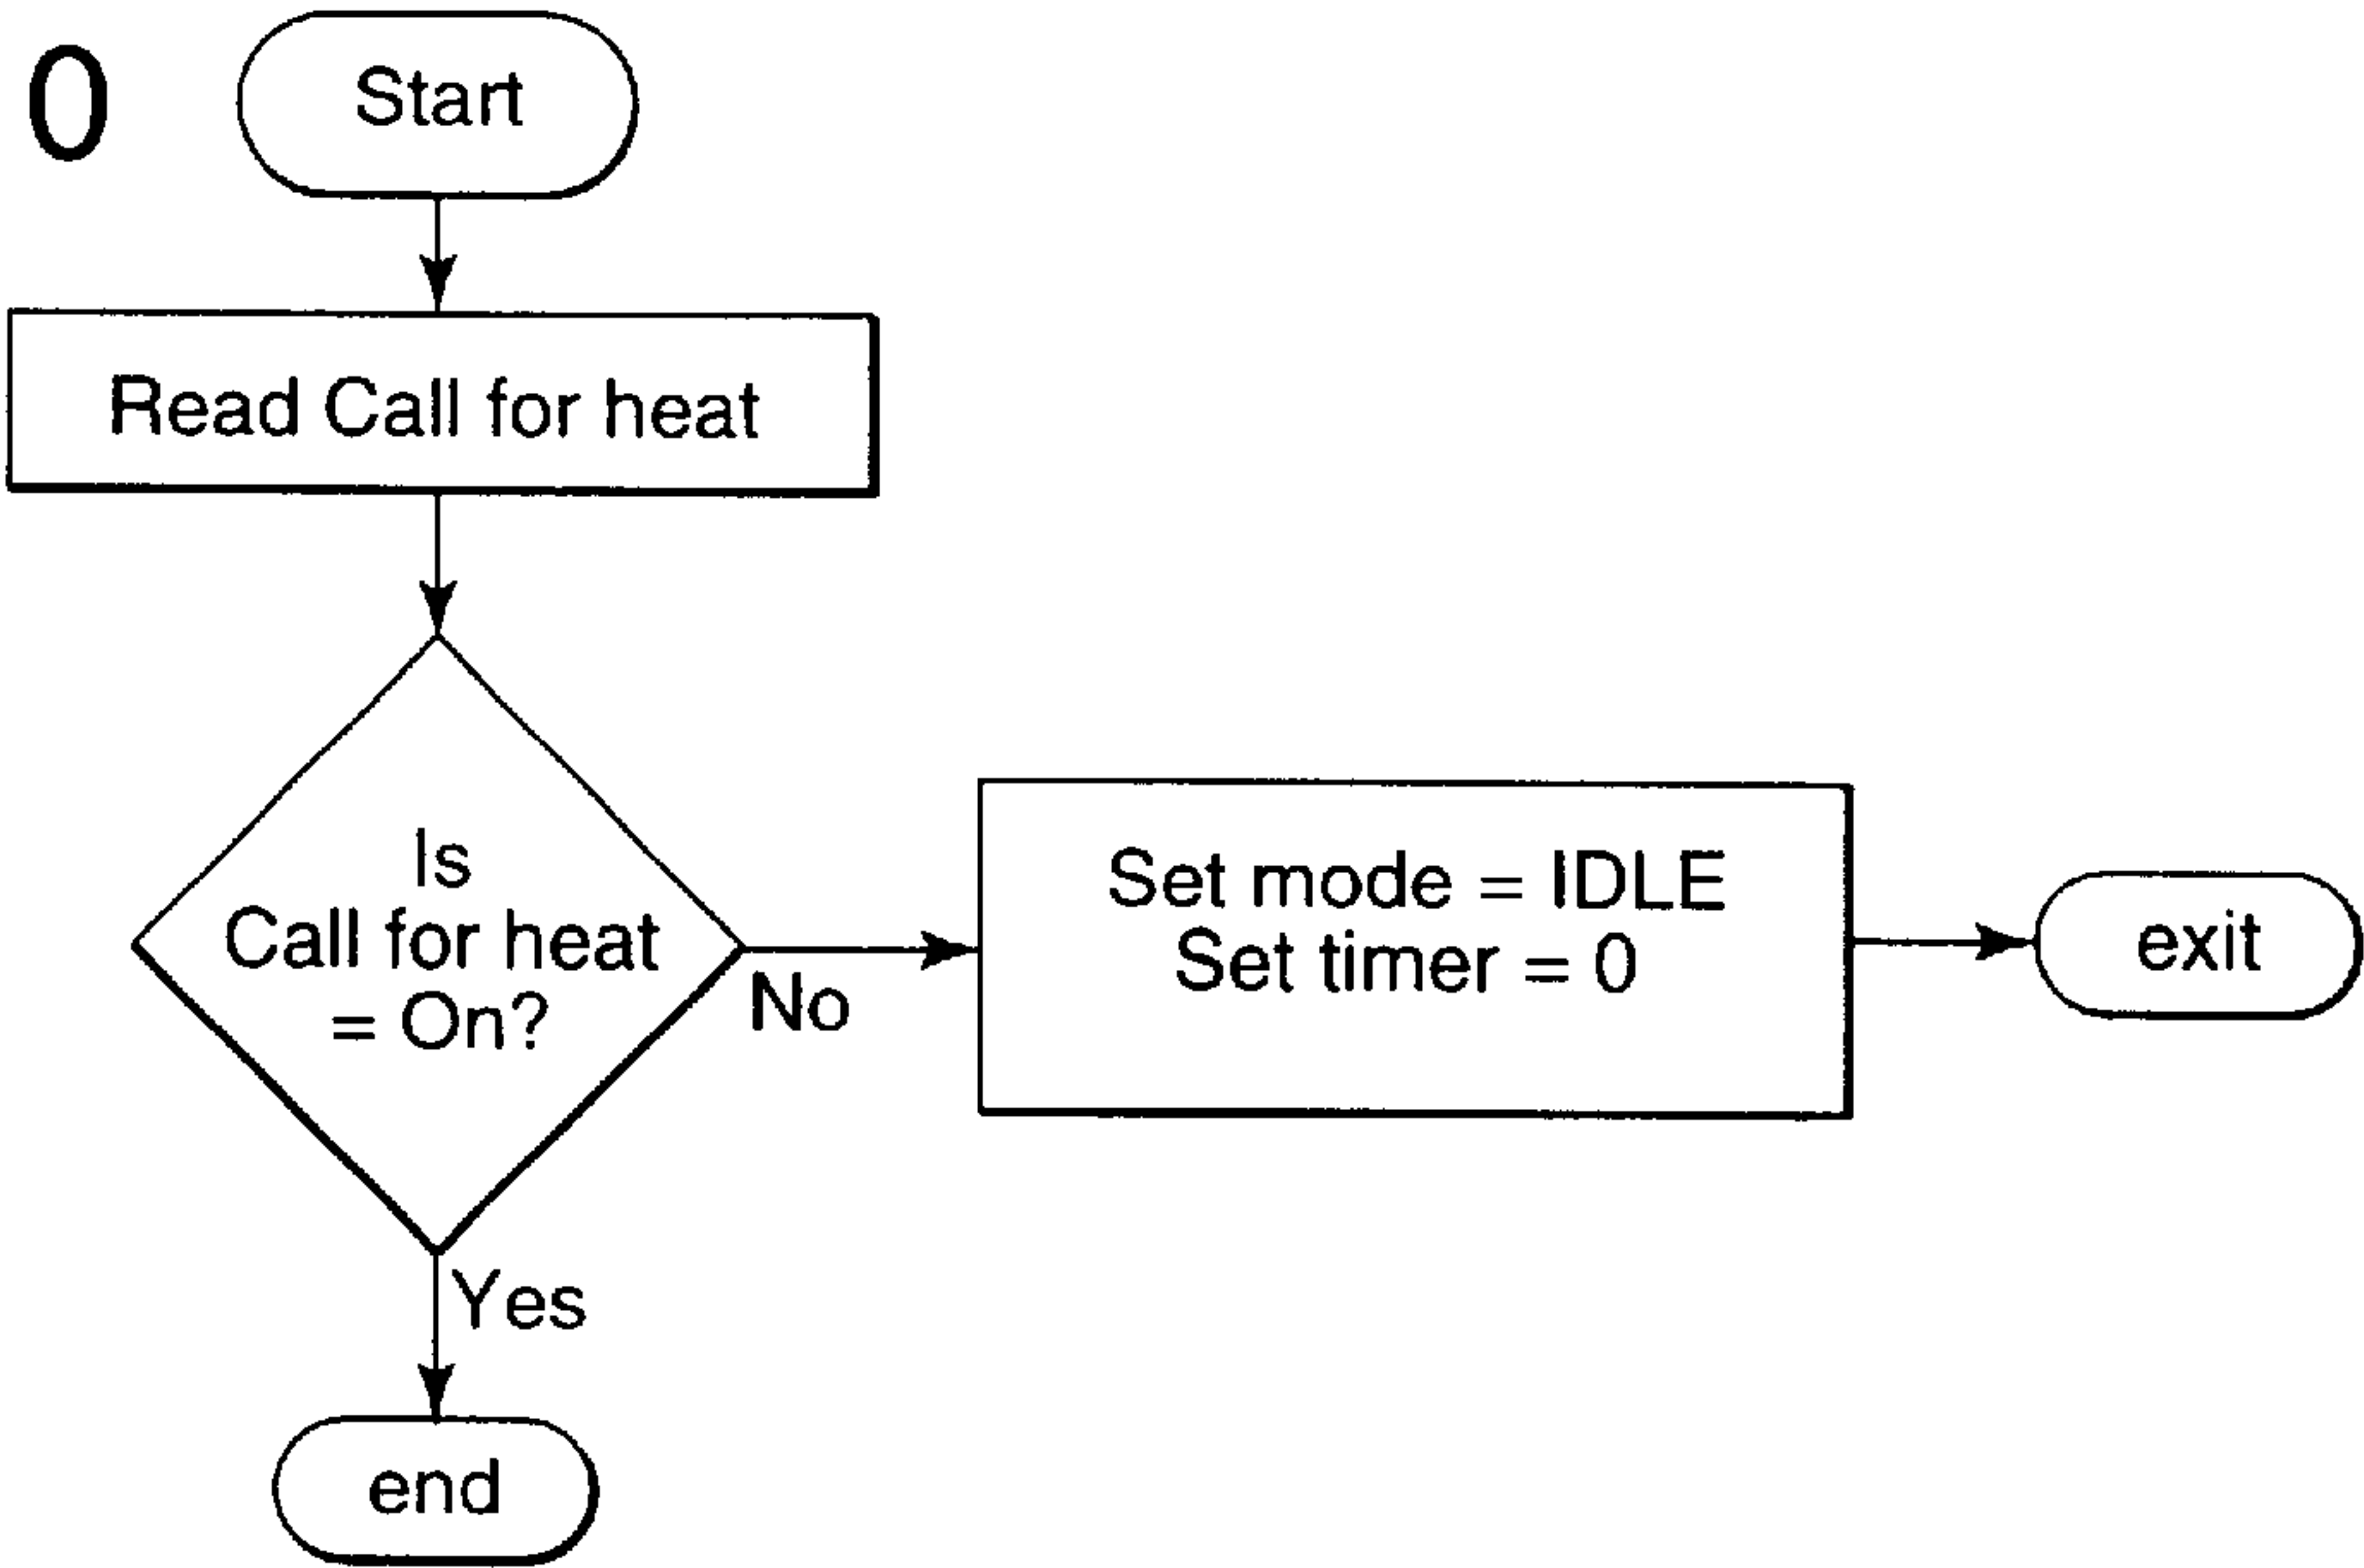 0
Start
Read Call for heat
Is
Call for heat
= On?
No
Set mode = IDLE
Set timer = 0
exit
Yes
end